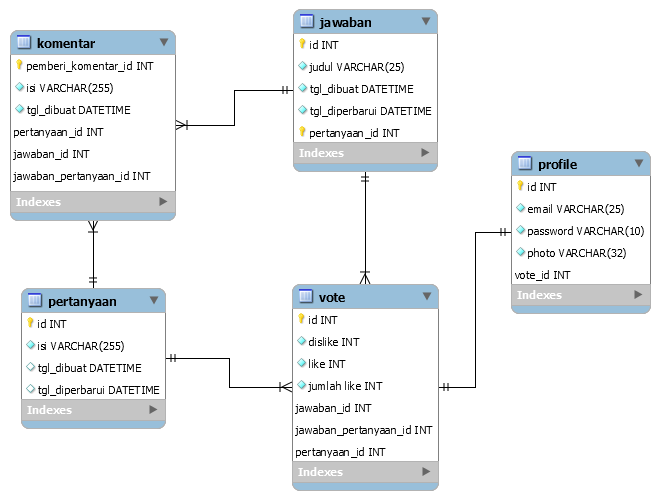 komentar
pemberi_komentar_id INT
isi VARCHAR(255)
tgl_dibuat DATETIME
pertanyaan_id INT
jawaban_id INT
jawaban_pertanyaan_id INT
Indexes
jawaban
id INT
judul VARCHAR(25)
tgl_dibuat DATETIME
tgl_diperbarui DATETIME
pertanyaan_id INT
Indexes
profile
id INT
email VARCHAR(25)
password VARCHAR(10)
photo VARCHAR(32)
vote_id INT
Indexes
pertanyaan
id INT
isi VARCHAR(255)
tgl_dibuat DATETIME
tgl_diperbarui DATETIME
Indexes
vote
id INT
dislike INT
like INT
jumlah like INT
jawaban_id INT
jawaban_pertanyaan_id INT
pertanyaan_id INT
Indexes